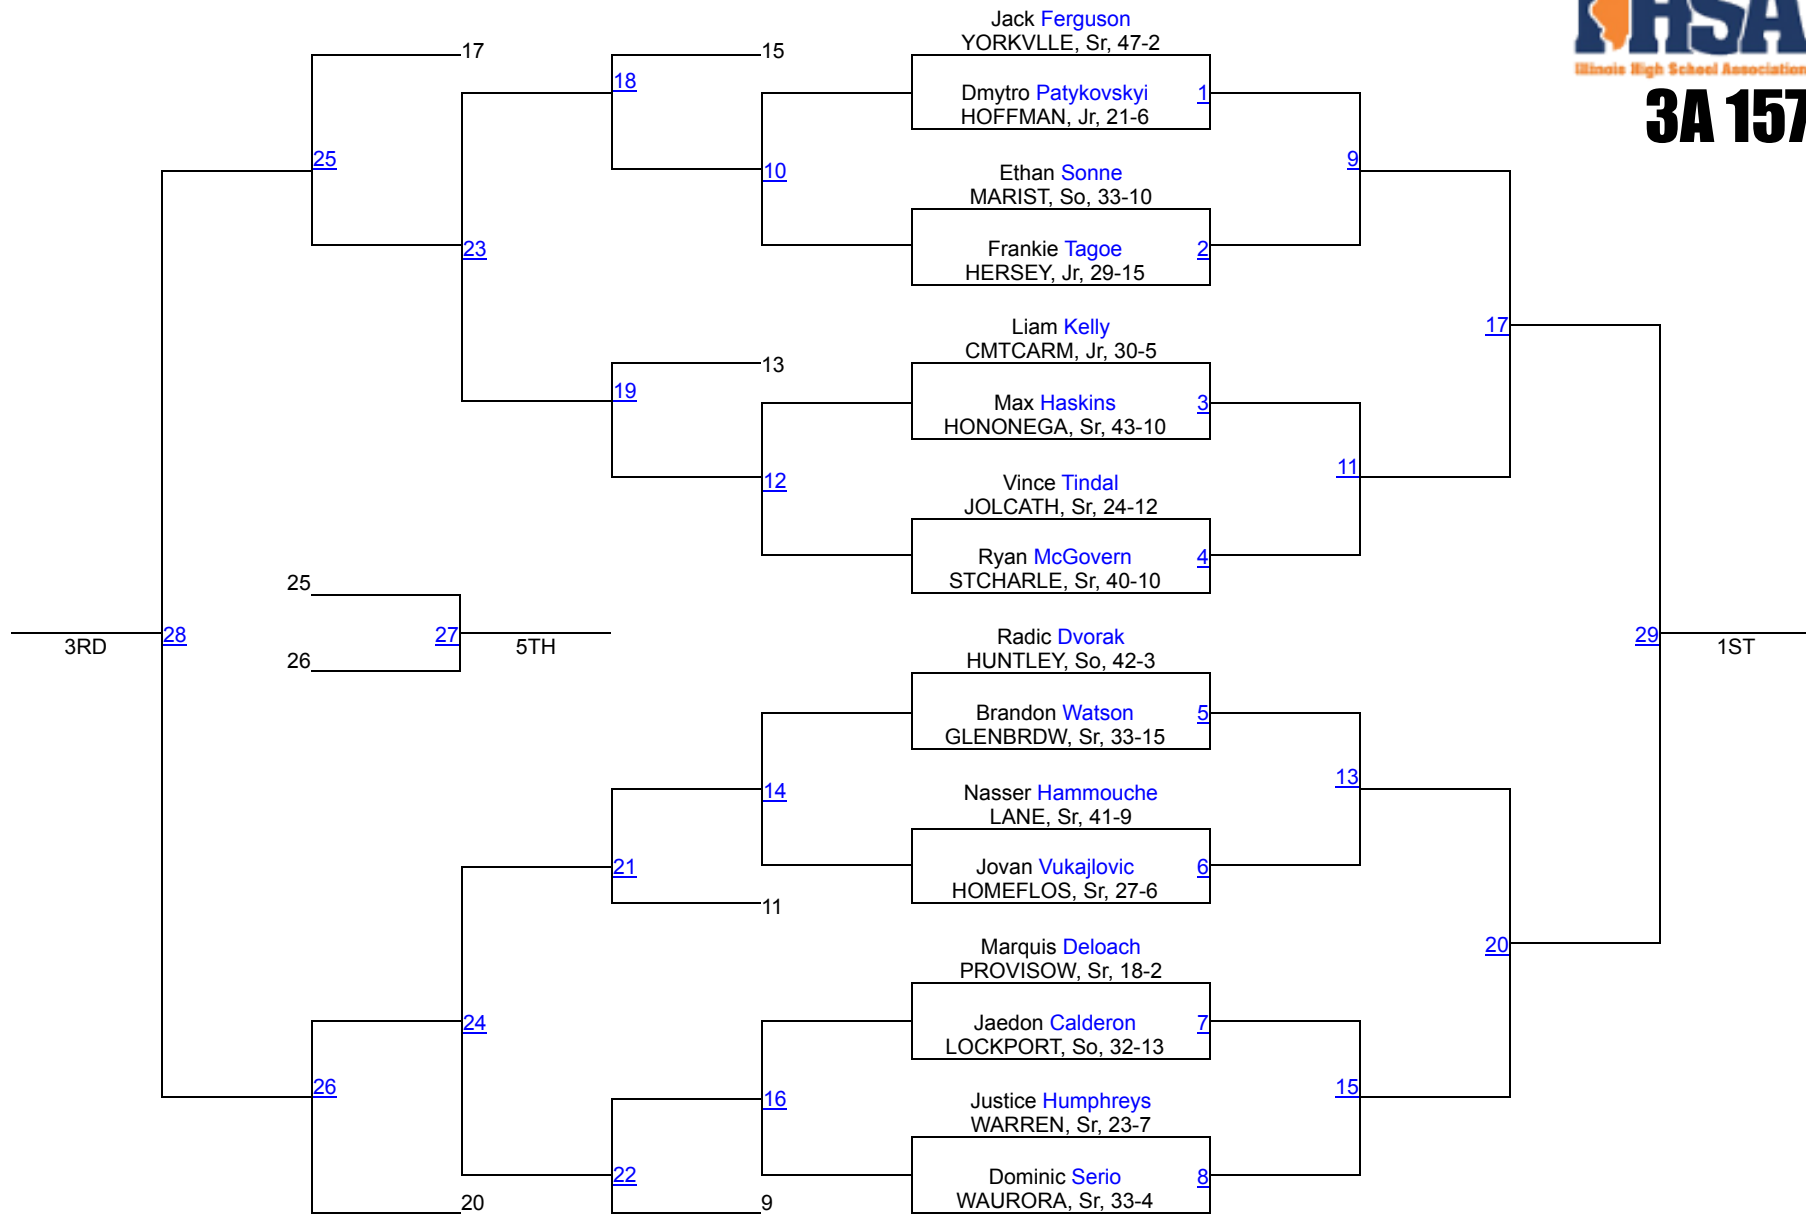 IHSA
Illinois High School Association
3A 157
Jack Ferguson
YORKVLLE, Sr, 47-2
Dmytro Patykovskyi 1
HOFFMAN, Jr, 21-6
Ethan Sonne
MARIST, So, 33-10
Frankie Tagoe 2
HERSEY, Jr, 29-15
Liam Kelly
CMTCARM, Jr, 30-5
Max Haskins 3
HONONEGA, Sr, 43-10
Vince Tindal
JOLCATH, Sr, 24-12
Ryan McGovern 4
STCHARLE, Sr, 40-10
Radic Dvorak
HUNTLEY, So, 42-3
Brandon Watson 5
GLENBRDW, Sr, 33-15
Nasser Hammouche
LANE, Sr, 41-9
Jovan Vukajlovic 6
HOMEFLOS, Sr, 27-6
Marquis Deloach
PROVISOW, Sr, 18-2
Jaedon Calderon 7
LOCKPORT, So, 32-13
Justice Humphreys
WARREN, Sr, 23-7
Dominic Serio 8
WAURORA, Sr, 33-4
9
11
13
15
17
20
29
1ST
15
10
18
13
12
19
23
17
25
14
11
21
16
9
22
24
20
26
25
26
27
5TH
28
3RD